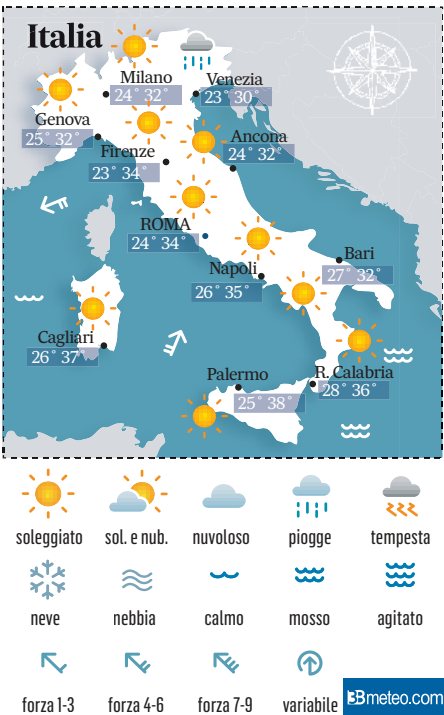 Italia
Milano
24° 32°
Venezia
23° 30°
Genova
25° 32°
Ancona
24° 32°
Firenze
23° 34°
ROMA
24° 34°
Bari
27° 32°
Napoli
26° 35°
Cagliari
26° 37°
Palermo
25° 38°
R. Calabria
28° 36°
soleggiato sol. e nub. nuvoloso piogge tempesta
neve nebbia calmo mosso agitato
forza 1-3 forza 4-6 forza 7-9 variabile
3Bmeteo.com